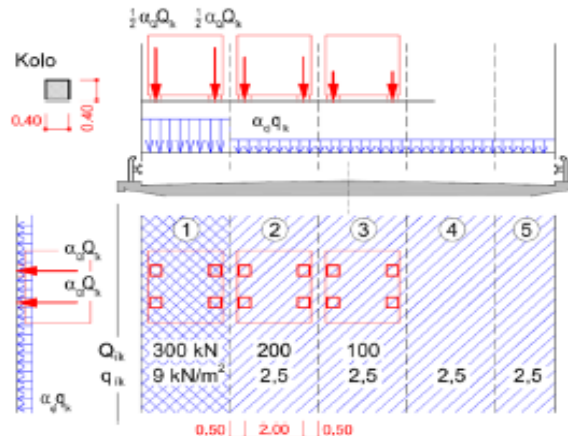 ½ α_Q Q_k ½ α_Q Q_k
Kolo
0.40
0.40
α_q q_k
1 2 3 4 5
α_Q Q_k
α_Q Q_k
Q_ik 300 kN 200 100
q_ik 9 kN/m² 2,5 2,5 2,5 2,5
α_q q_k
0.50 2.00 0.50